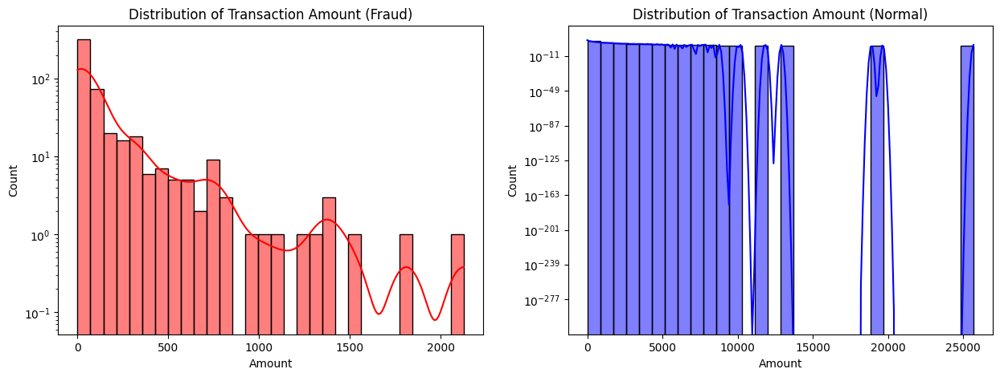 Distribution of Transaction Amount (Fraud)
Count
10²
10¹
10⁰
10⁻¹
0 500 1000 1500 2000
Amount
Distribution of Transaction Amount (Normal)
Count
10⁻¹¹
10⁻⁴⁹
10⁻⁸⁷
10⁻¹²⁵
10⁻¹⁶³
10⁻²⁰¹
10⁻²³⁹
10⁻²⁷⁷
0 5000 10000 15000 20000 25000
Amount